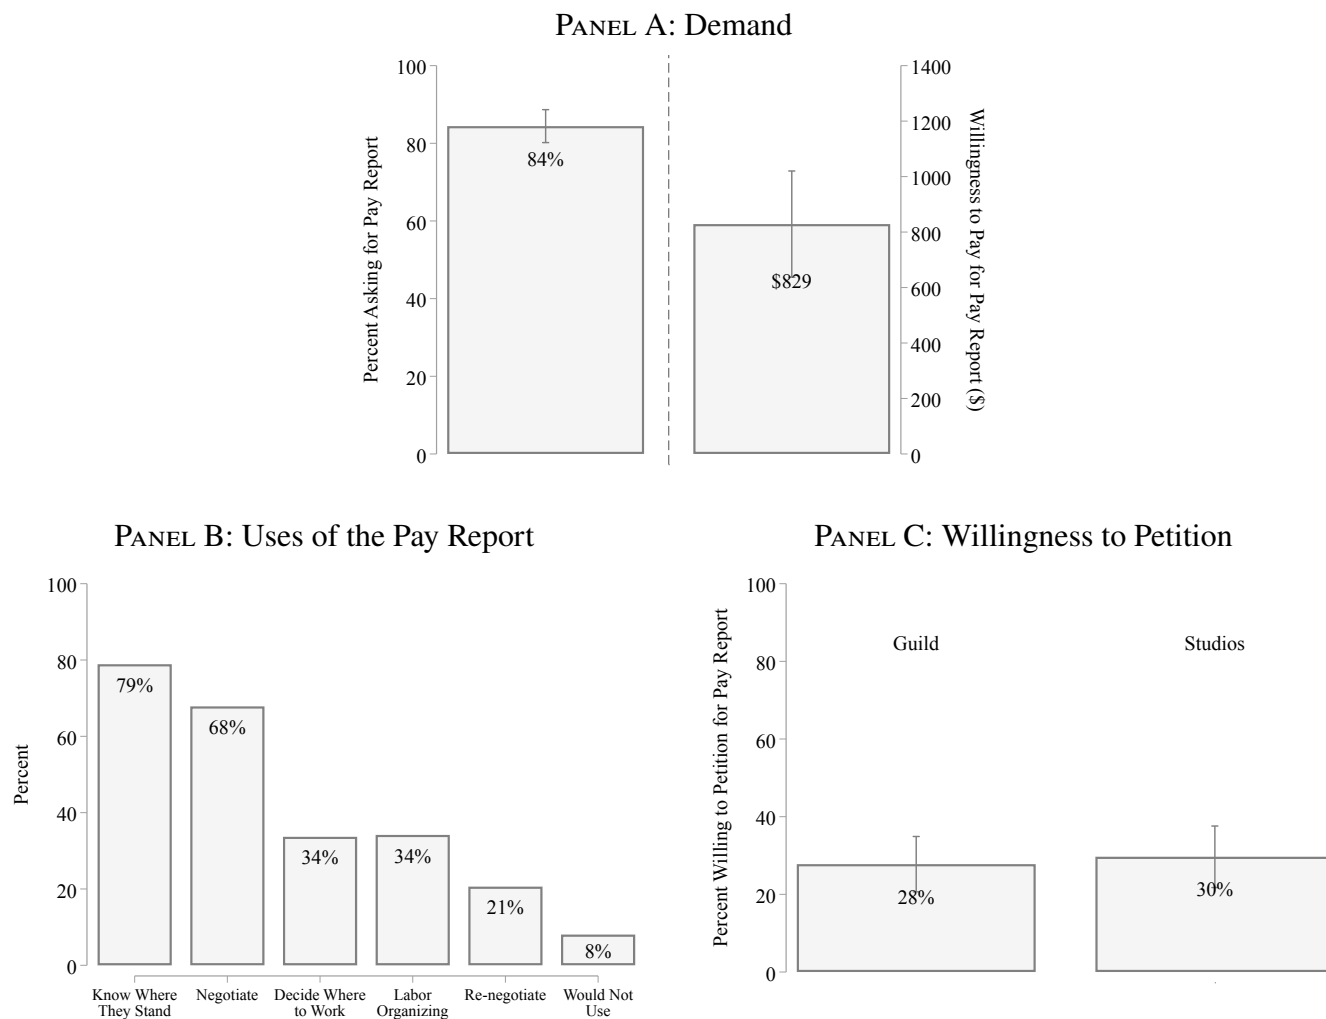 PANEL A: Demand
100
80
60
40
20
0
Percent Asking for Pay Report
84%
$829
1400
1200
1000
800
600
400
200
0
Willingness to Pay for Pay Report ($)
PANEL B: Uses of the Pay Report
100
80
60
40
20
0
Percent
79%
68%
34%
34%
21%
8%
Know Where
They Stand
Negotiate
Decide Where
to Work
Labor
Organizing
Re-negotiate
Would Not
Use
PANEL C: Willingness to Petition
100
80
60
40
20
0
Percent Willing to Petition for Pay Report
Guild
Studios
28%
30%